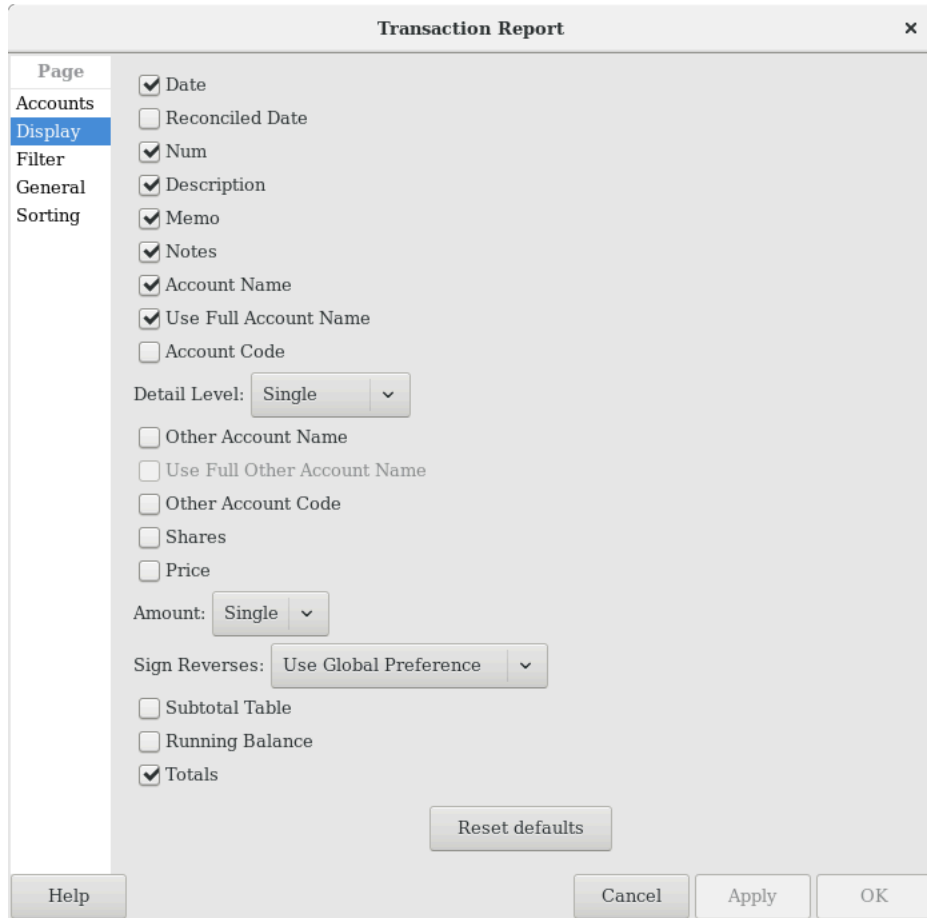 Transaction Report
Page
Accounts
Display
Filter
General
Sorting
Date
Reconciled Date
Num
Description
Memo
Notes
Account Name
Use Full Account Name
Account Code
Detail Level: Single
Other Account Name
Use Full Other Account Name
Other Account Code
Shares
Price
Amount: Single
Sign Reverses: Use Global Preference
Subtotal Table
Running Balance
Totals
Reset defaults
Help Cancel Apply OK